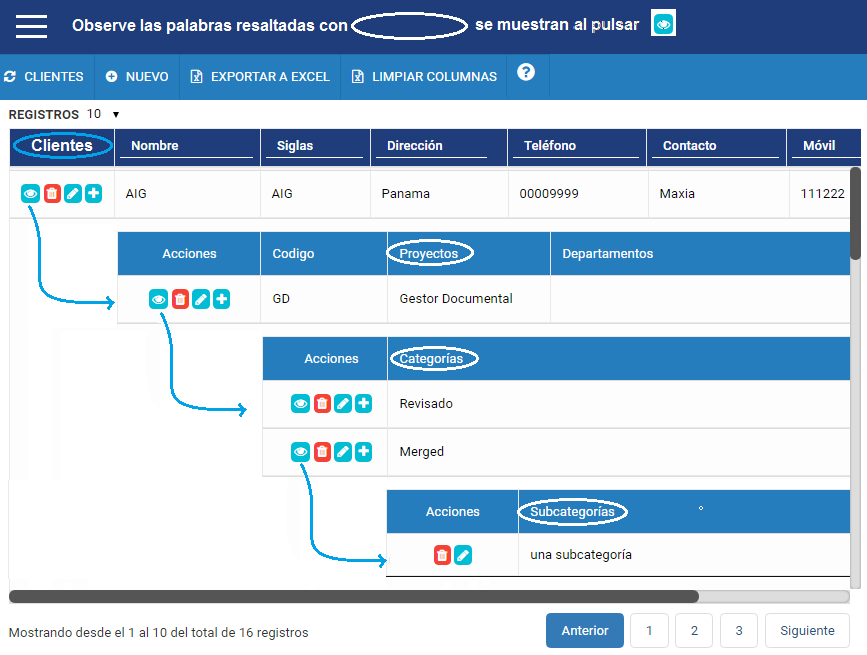 Observe las palabras resaltadas con se muestran al pulsar
CLIENTES NUEVO EXPORTAR A EXCEL LIMPIAR COLUMNAS ?
REGISTROS 10
Clientes Nombre Siglas Dirección Teléfono Contacto Móvil
AIG AIG Panama 00009999 Maxia 111222
Acciones Codigo Proyectos Departamentos
GD Gestor Documental
Acciones Categorías
Revisado
Merged
Acciones Subcategorías
una subcategoría
Mostrando desde el 1 al 10 del total de 16 registros Anterior 1 2 3 Siguiente